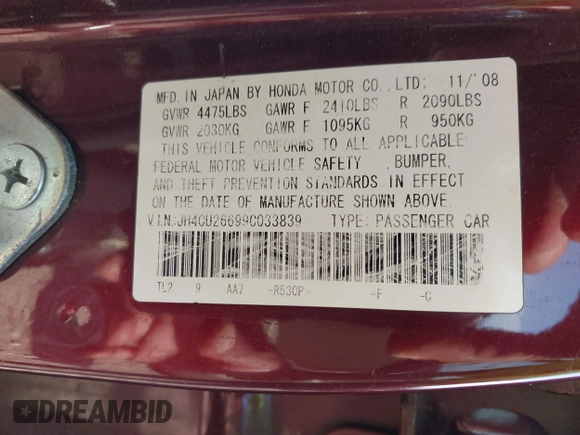 MFD. IN JAPAN BY HONDA MOTOR CO., LTD; 11/'08
GVWR 4475LBS GAWR F 2410LBS R 2090LBS
GVWR 2030KG GAWR F 1095KG R 950KG
THIS VEHICLE CONFORMS TO ALL APPLICABLE
FEDERAL MOTOR VEHICLE SAFETY ,BUMPER,
AND THEFT PREVENTION STANDARDS IN EFFECT
ON THE DATE OF MANUFACTURE SHOWN ABOVE.
V.I.N.:JH4CU26699C033839 TYPE: PASSENGER CAR
TL2 9 AA7 -R530P -F -C
DREAMBID